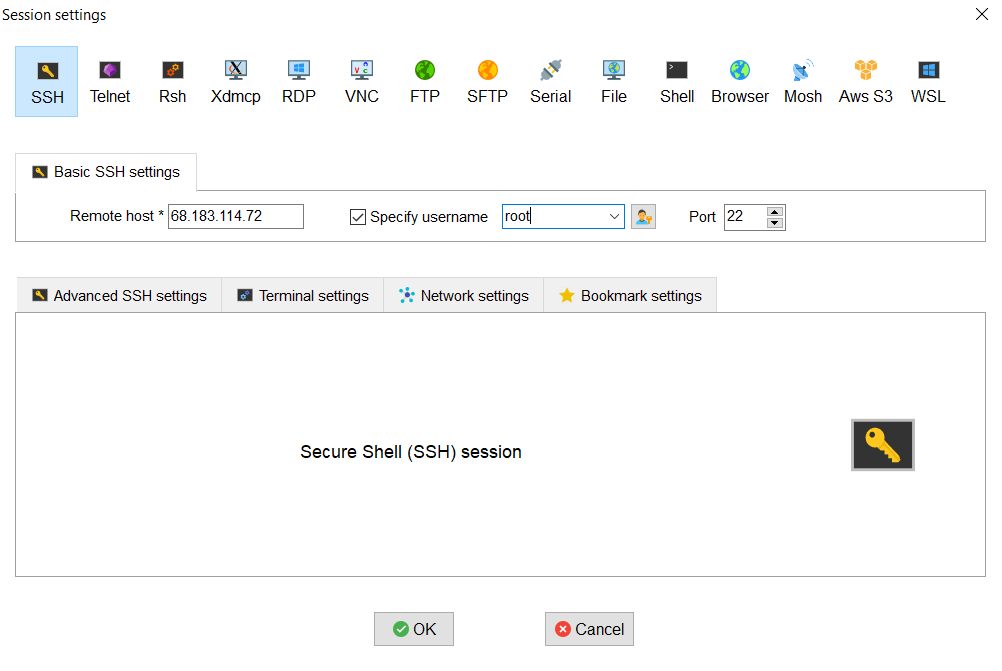 Session settings
SSH Telnet Rsh Xdmcp RDP VNC FTP SFTP Serial File Shell Browser Mosh Aws S3 WSL
Basic SSH settings
Remote host * 68.183.114.72 Specify username root Port 22
Advanced SSH settings Terminal settings Network settings Bookmark settings
Secure Shell (SSH) session
OK Cancel